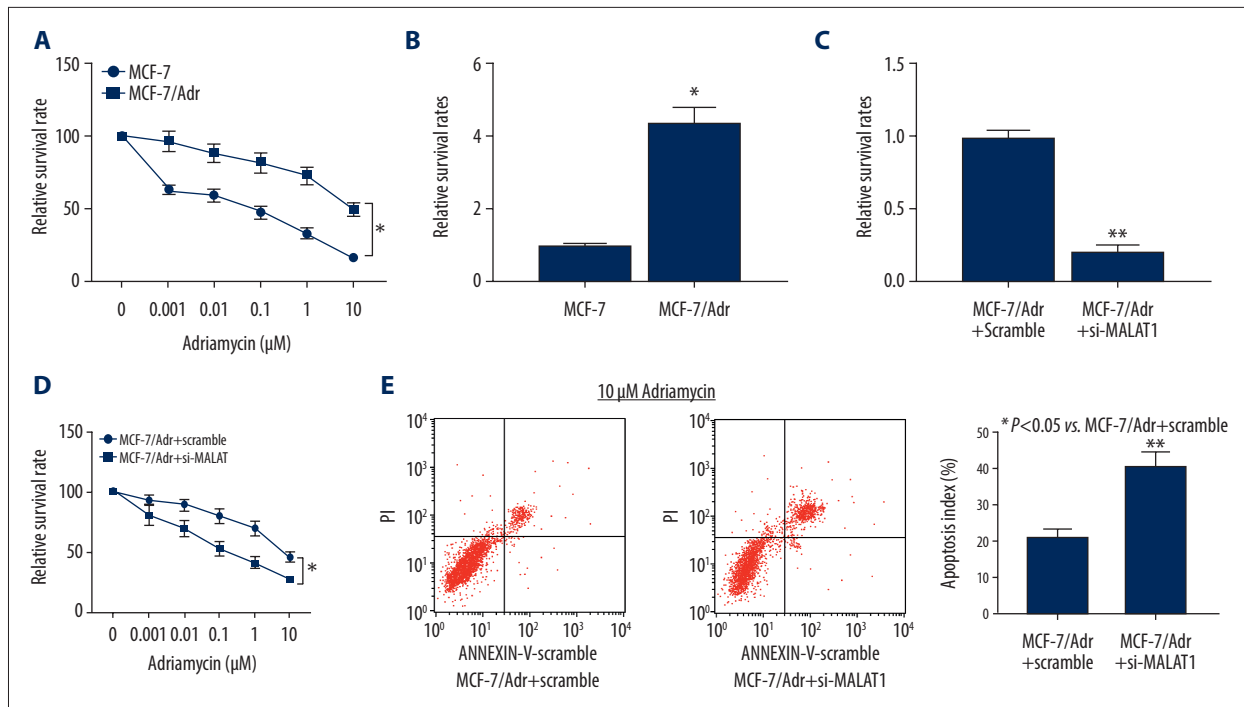 A
150
100
50
0
Relative survival rate
MCF-7
MCF-7/Adr
*
0 0.001 0.01 0.1 1 10
Adriamycin (μM)
B
6
4
2
0
Relative survival rates
*
MCF-7 MCF-7/Adr
C
1.5
1.0
0.5
0.0
Relative survival rates
**
MCF-7/Adr MCF-7/Adr
+Scramble +si-MALAT1
D
150
100
50
0
Relative survival rate
MCF-7/Adr+scramble
MCF-7/Adr+si-MALAT
*
0 0.001 0.01 0.1 1 10
Adriamycin (μM)
E
10 μM Adriamycin
10⁴
10³
10²
10¹
10⁰
PI
10⁰ 10¹ 10² 10³ 10⁴
ANNEXIN-V-scramble
MCF-7/Adr+scramble
10⁴
10³
10²
10¹
10⁰
PI
10⁰ 10¹ 10² 10³ 10⁴
ANNEXIN-V-scramble
MCF-7/Adr+si-MALAT1
* P<0.05 vs. MCF-7/Adr+scramble
**
50
40
30
20
10
0
Apoptosis index (%)
MCF-7/Adr MCF-7/Adr
+scramble +si-MALAT1